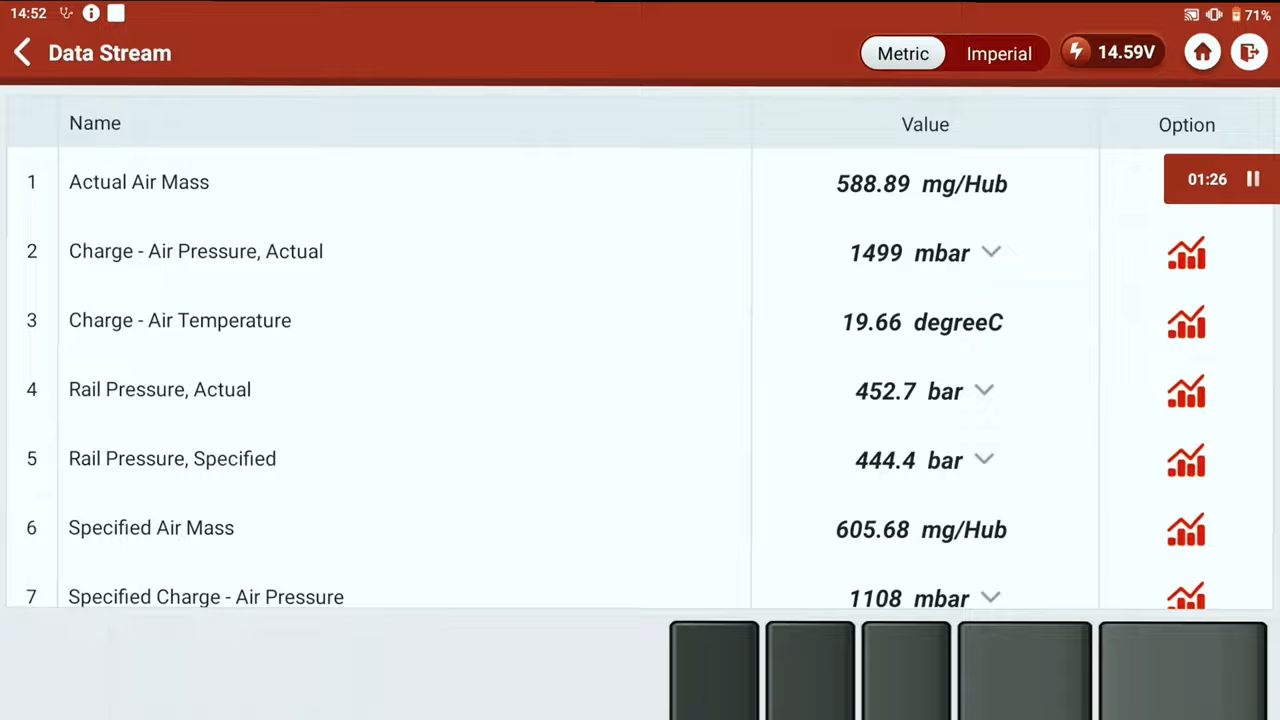 14:52
71%
Data Stream
Metric Imperial
14.59V
Name Value Option
1 Actual Air Mass 588.89 mg/Hub
01:26
2 Charge - Air Pressure, Actual 1499 mbar
3 Charge - Air Temperature 19.66 degreeC
4 Rail Pressure, Actual 452.7 bar
5 Rail Pressure, Specified 444.4 bar
6 Specified Air Mass 605.68 mg/Hub
7 Specified Charge - Air Pressure 1108 mbar